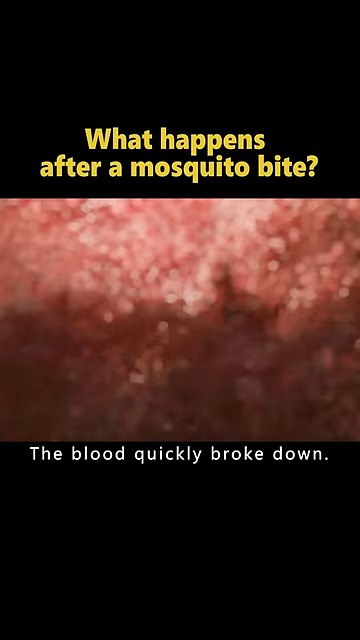 What happens
after a mosquito bite?
The blood quickly broke down.